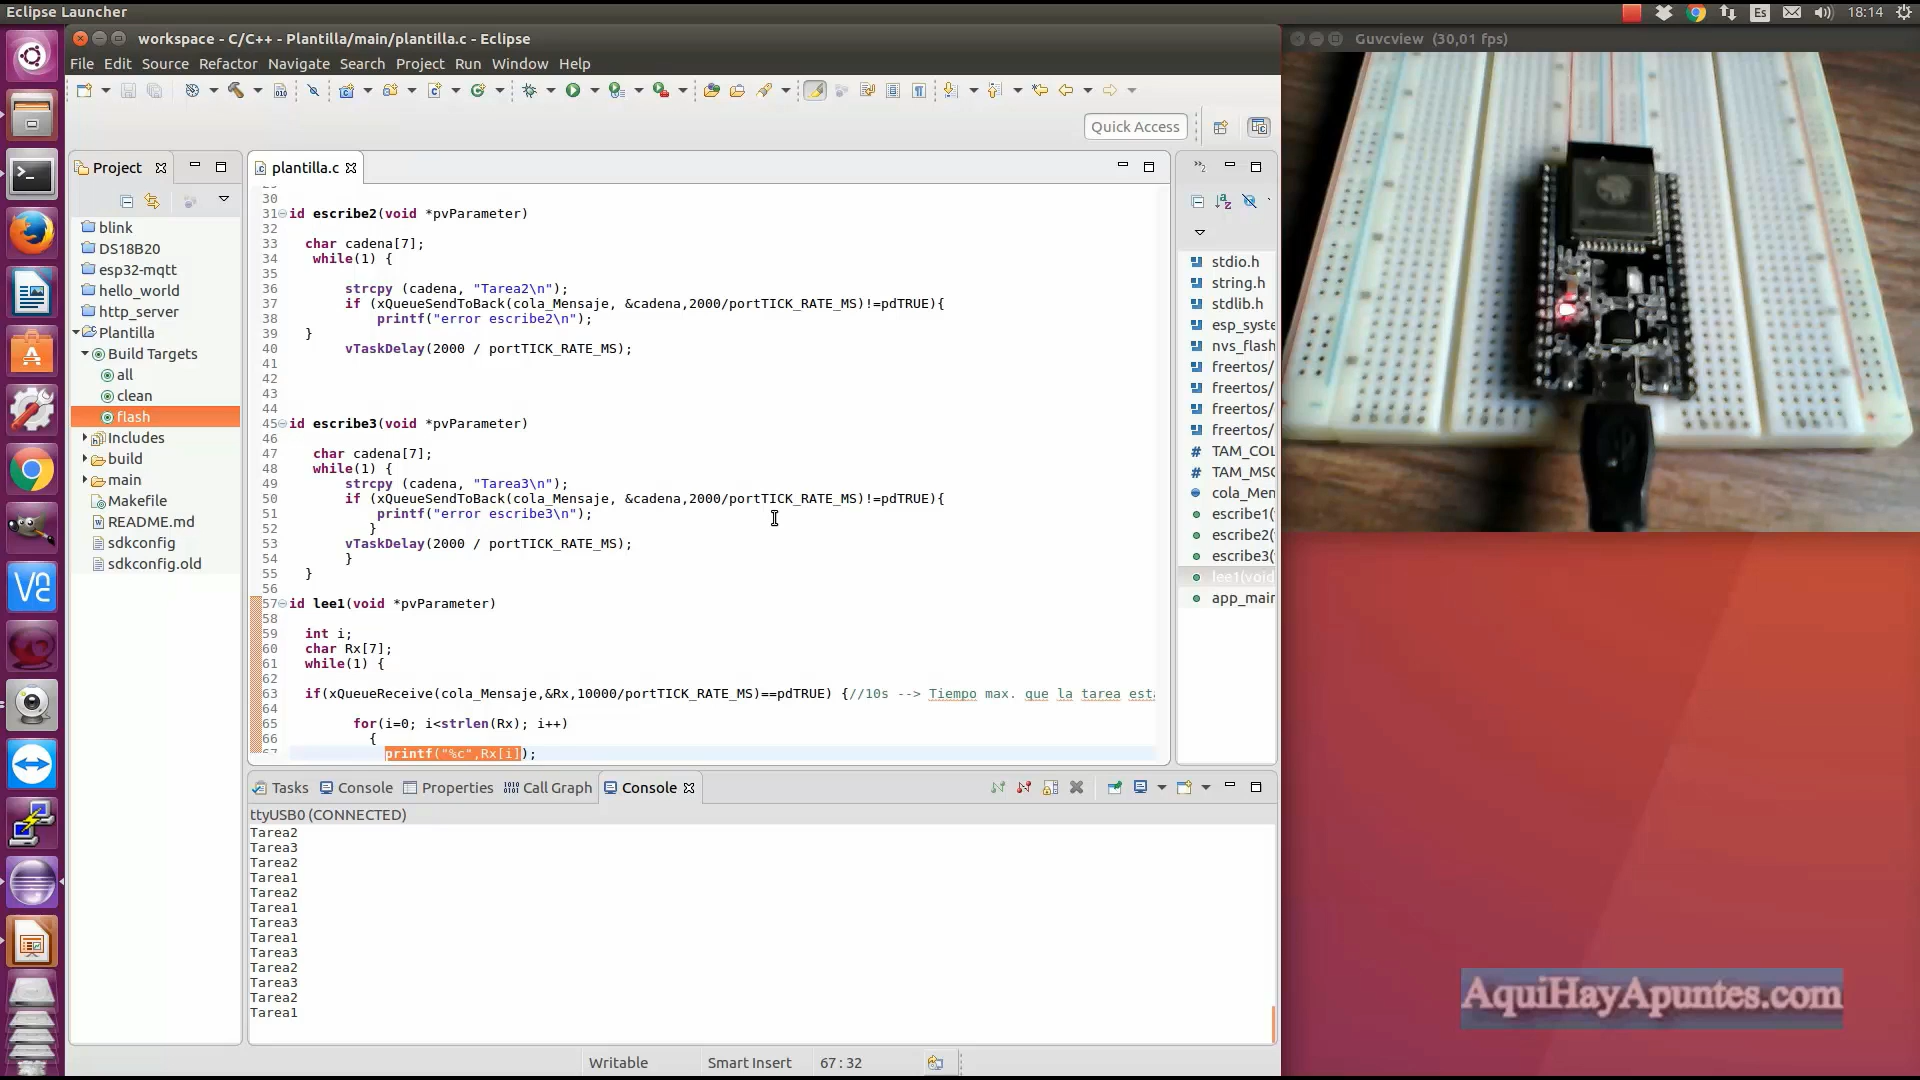 Eclipse Launcher
Es
18:14
workspace - C/C++ - Plantilla/main/plantilla.c - Eclipse
Guvcview (30,01 fps)
File Edit Source Refactor Navigate Search Project Run Window Help
Quick Access
Project
plantilla.c
blink
DS18B20
esp32-mqtt
hello_world
http_server
Plantilla
Build Targets
all
clean
flash
Includes
build
main
Makefile
README.md
sdkconfig
sdkconfig.old
30
31 id escribe2(void *pvParameter)
32
33 char cadena[7];
34 while(1) {
35
36 strcpy (cadena, "Tarea2\n");
37 if (xQueueSendToBack(cola_Mensaje, &cadena,2000/portTICK_RATE_MS)!=pdTRUE){
38 printf("error escribe2\n");
39 }
40 vTaskDelay(2000 / portTICK_RATE_MS);
41
42
43
44
45 id escribe3(void *pvParameter)
46
47 char cadena[7];
48 while(1) {
49 strcpy (cadena, "Tarea3\n");
50 if (xQueueSendToBack(cola_Mensaje, &cadena,2000/portTICK_RATE_MS)!=pdTRUE){
51 printf("error escribe3\n");
52 }
53 vTaskDelay(2000 / portTICK_RATE_MS);
54 }
55 }
56
57 id lee1(void *pvParameter)
58
59 int i;
60 char Rx[7];
61 while(1) {
62
63 if(xQueueReceive(cola_Mensaje,&Rx,10000/portTICK_RATE_MS)==pdTRUE) {//10s --> Tiempo max. que la tarea est
64
65 for(i=0; i<strlen(Rx); i++)
66 {
67 printf("%c",Rx[i]);
stdio.h
string.h
stdlib.h
esp_syste
nvs_flash
freertos/
freertos/
freertos/
freertos/
TAM_COL
TAM_MSG
cola_Men
escribe1(
escribe2(
escribe3(
lee1(void
app_main
Tasks Console Properties Call Graph Console
ttyUSB0 (CONNECTED)
Tarea2
Tarea3
Tarea2
Tarea1
Tarea2
Tarea1
Tarea3
Tarea1
Tarea3
Tarea2
Tarea3
Tarea2
Tarea1
Writable Smart Insert 67 : 32
AquiHayApuntes.com